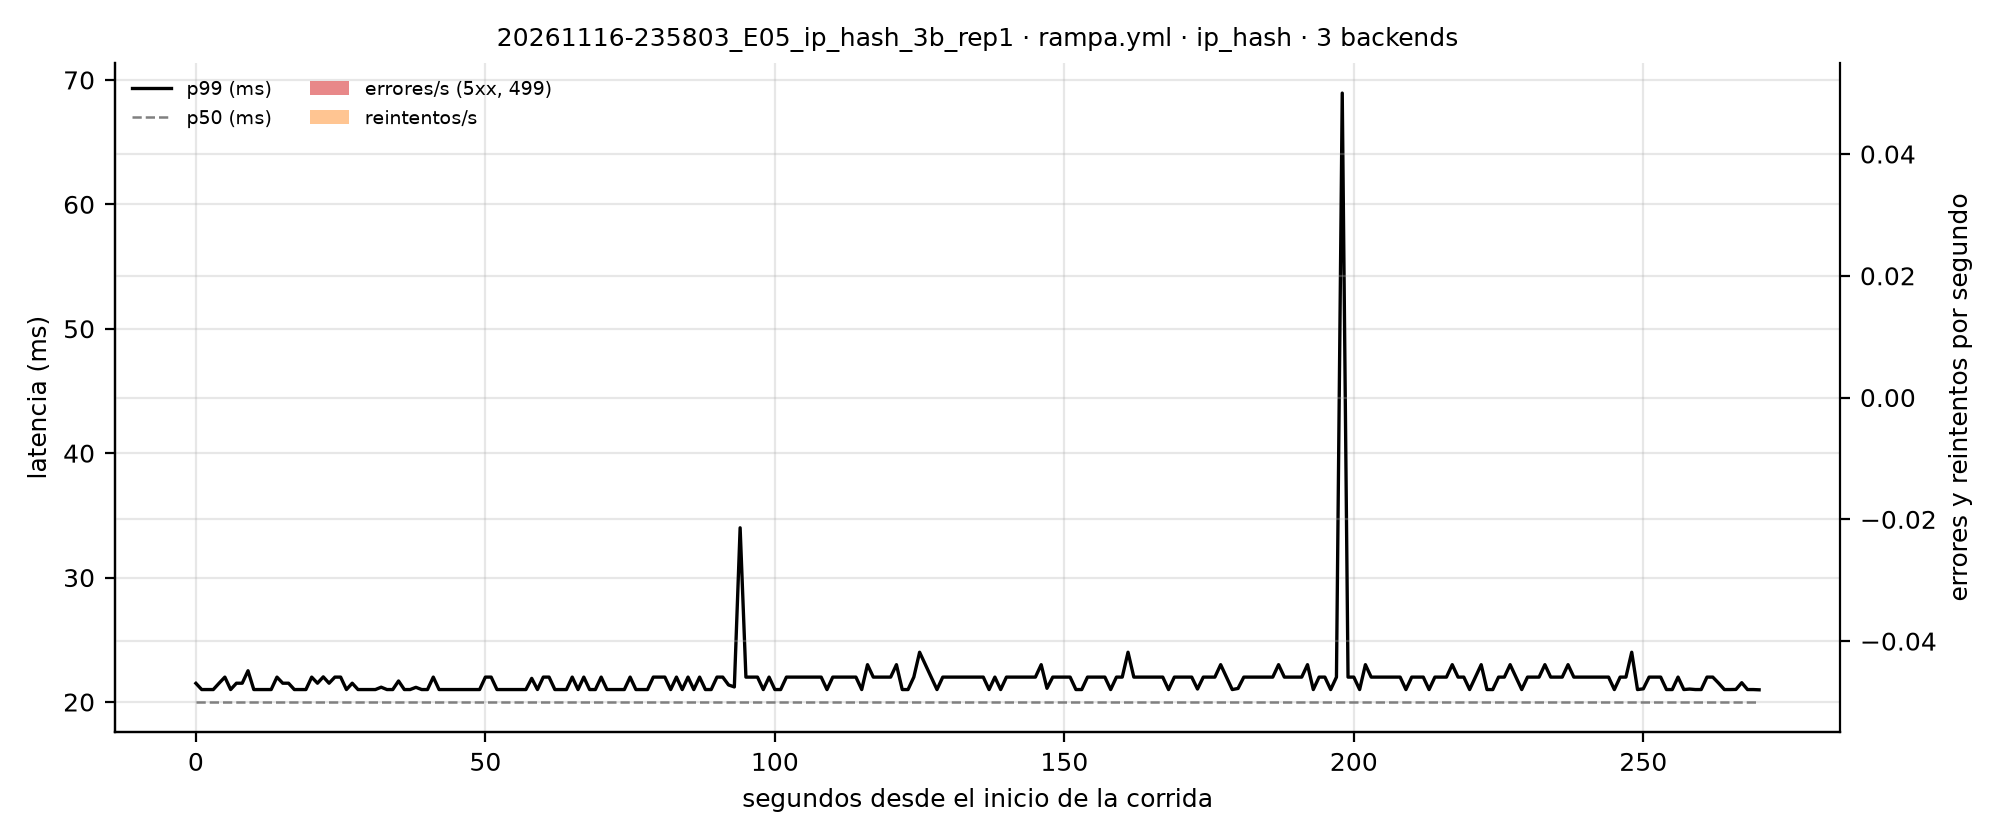 20261116-235803_E05_ip_hash_3b_rep1 · rampa.yml · ip_hash · 3 backends
p99 (ms)
p50 (ms)
errores/s (5xx, 499)
reintentos/s
latencia (ms)
70
60
50
40
30
20
0.04
0.02
0.00
−0.02
−0.04
errores y reintentos por segundo
0
50
100
150
200
250
segundos desde el inicio de la corrida